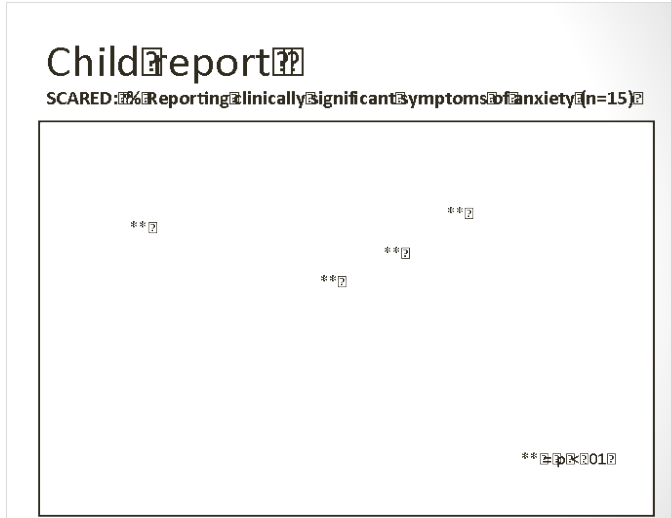 Child report
SCARED: % Reporting clinically significant symptoms of anxiety (n=15)
**
**
**
**
** = p < 01